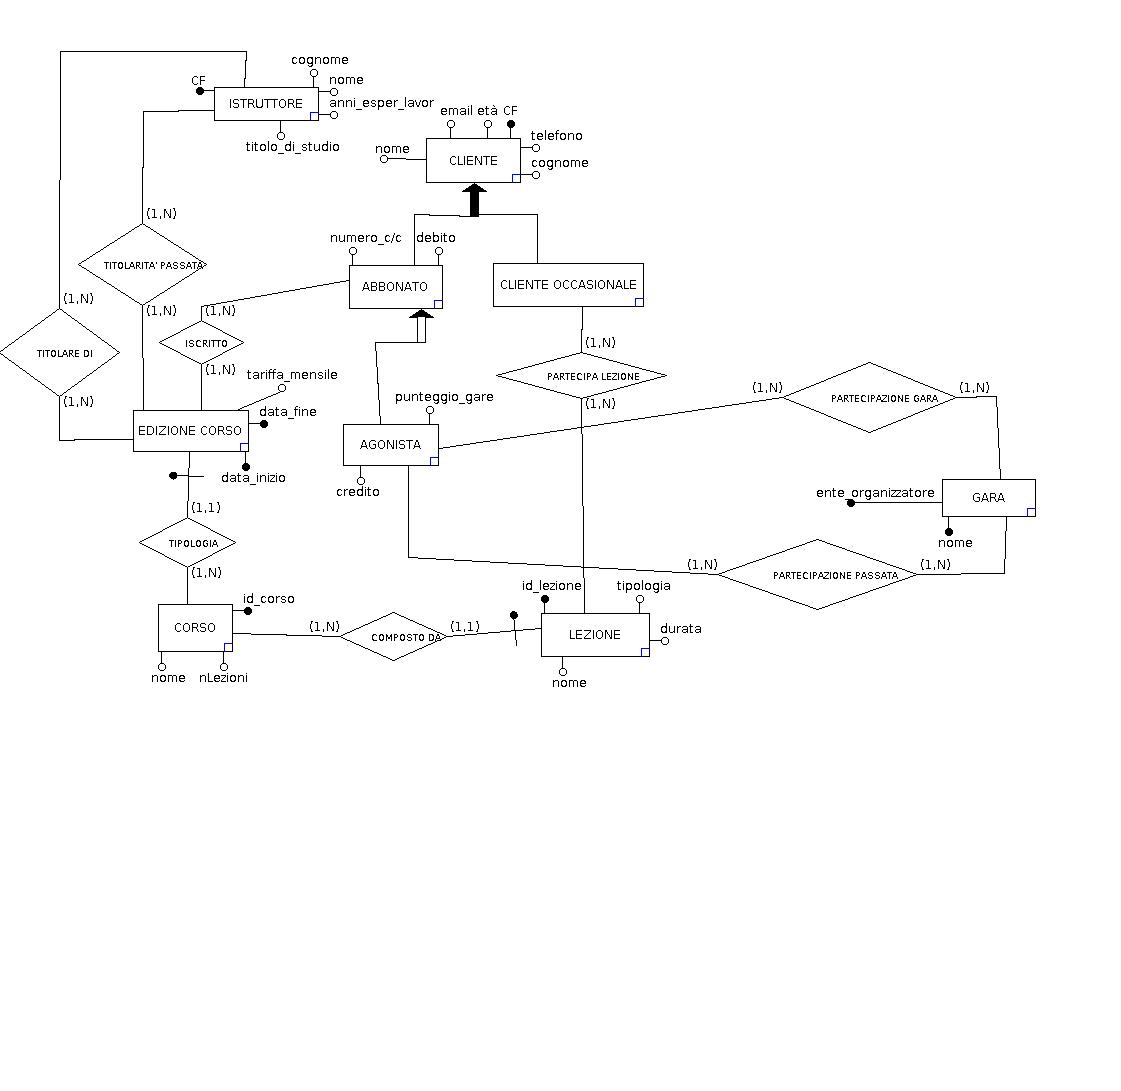 cognome
CF
nome
ISTRUTTORE
anni_esper_lavor
titolo_di_studio
email età CF
telefono
nome
CLIENTE
cognome
(1,N)
numero_c/c
debito
TITOLARITA' PASSATA
ABBONATO
CLIENTE OCCASIONALE
(1,N)
(1,N)
(1,N)
TITOLARE DI
ISCRITTO
(1,N)
(1,N)
(1,N)
PARTECIPA LEZIONE
tariffa_mensile
(1,N)
(1,N)
(1,N)
PARTECIPAZIONE GARA
punteggio_gare
(1,N)
data_fine
EDIZIONE CORSO
AGONISTA
data_inizio
credito
ente_organizzatore
GARA
(1,1)
nome
TIPOLOGIA
(1,N)
(1,N)
(1,N)
PARTECIPAZIONE PASSATA
id_lezione
tipologia
id_corso
CORSO
(1,N)
COMPOSTO DA
(1,1)
LEZIONE
durata
nome
nLezioni
nome